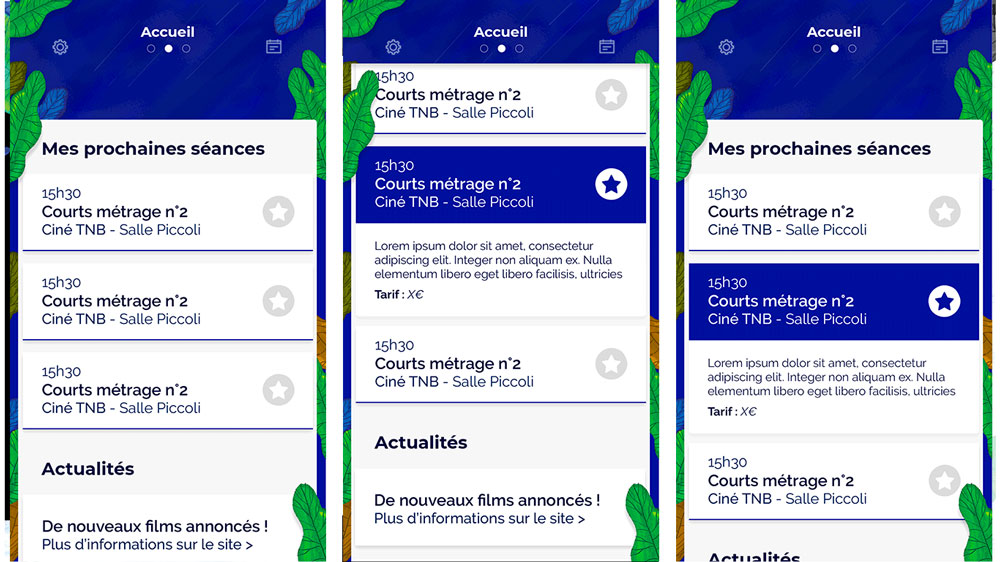 Accueil
Mes prochaines séances
15h30
Courts métrage n°2
Ciné TNB - Salle Piccoli
15h30
Courts métrage n°2
Ciné TNB - Salle Piccoli
15h30
Courts métrage n°2
Ciné TNB - Salle Piccoli
Actualités
De nouveaux films annoncés !
Plus d'informations sur le site >
Accueil
15h30
Courts métrage n°2
Ciné TNB - Salle Piccoli
15h30
Courts métrage n°2
Ciné TNB - Salle Piccoli
Lorem ipsum dolor sit amet, consectetur
adipiscing elit. Integer non aliquam ex. Nulla
elementum libero eget libero facilisis, ultricies
Tarif : X€
15h30
Courts métrage n°2
Ciné TNB - Salle Piccoli
Actualités
De nouveaux films annoncés !
Plus d'informations sur le site >
Accueil
Mes prochaines séances
15h30
Courts métrage n°2
Ciné TNB - Salle Piccoli
15h30
Courts métrage n°2
Ciné TNB - Salle Piccoli
Lorem ipsum dolor sit amet, consectetur
adipiscing elit. Integer non aliquam ex. Nulla
elementum libero eget libero facilisis, ultricies
Tarif : X€
15h30
Courts métrage n°2
Ciné TNB - Salle Piccoli
Actualités